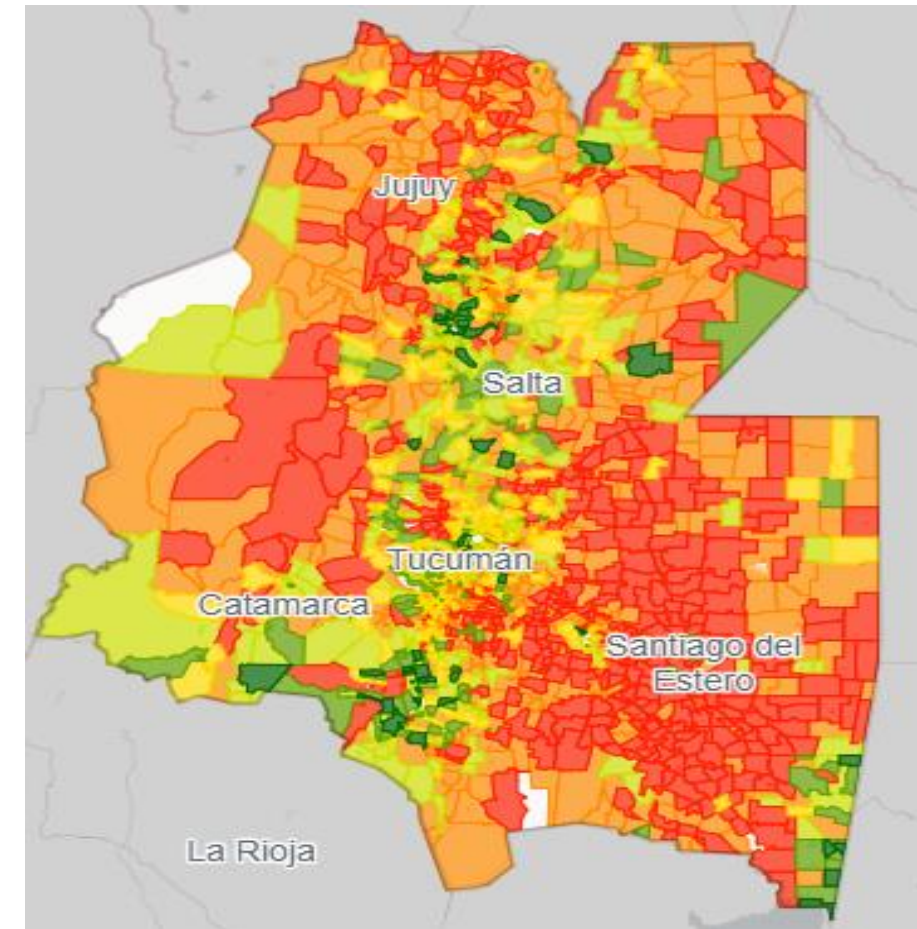 Jujuy
Salta
Tucumán
Catamarca
Santiago del
Estero
La Rioja